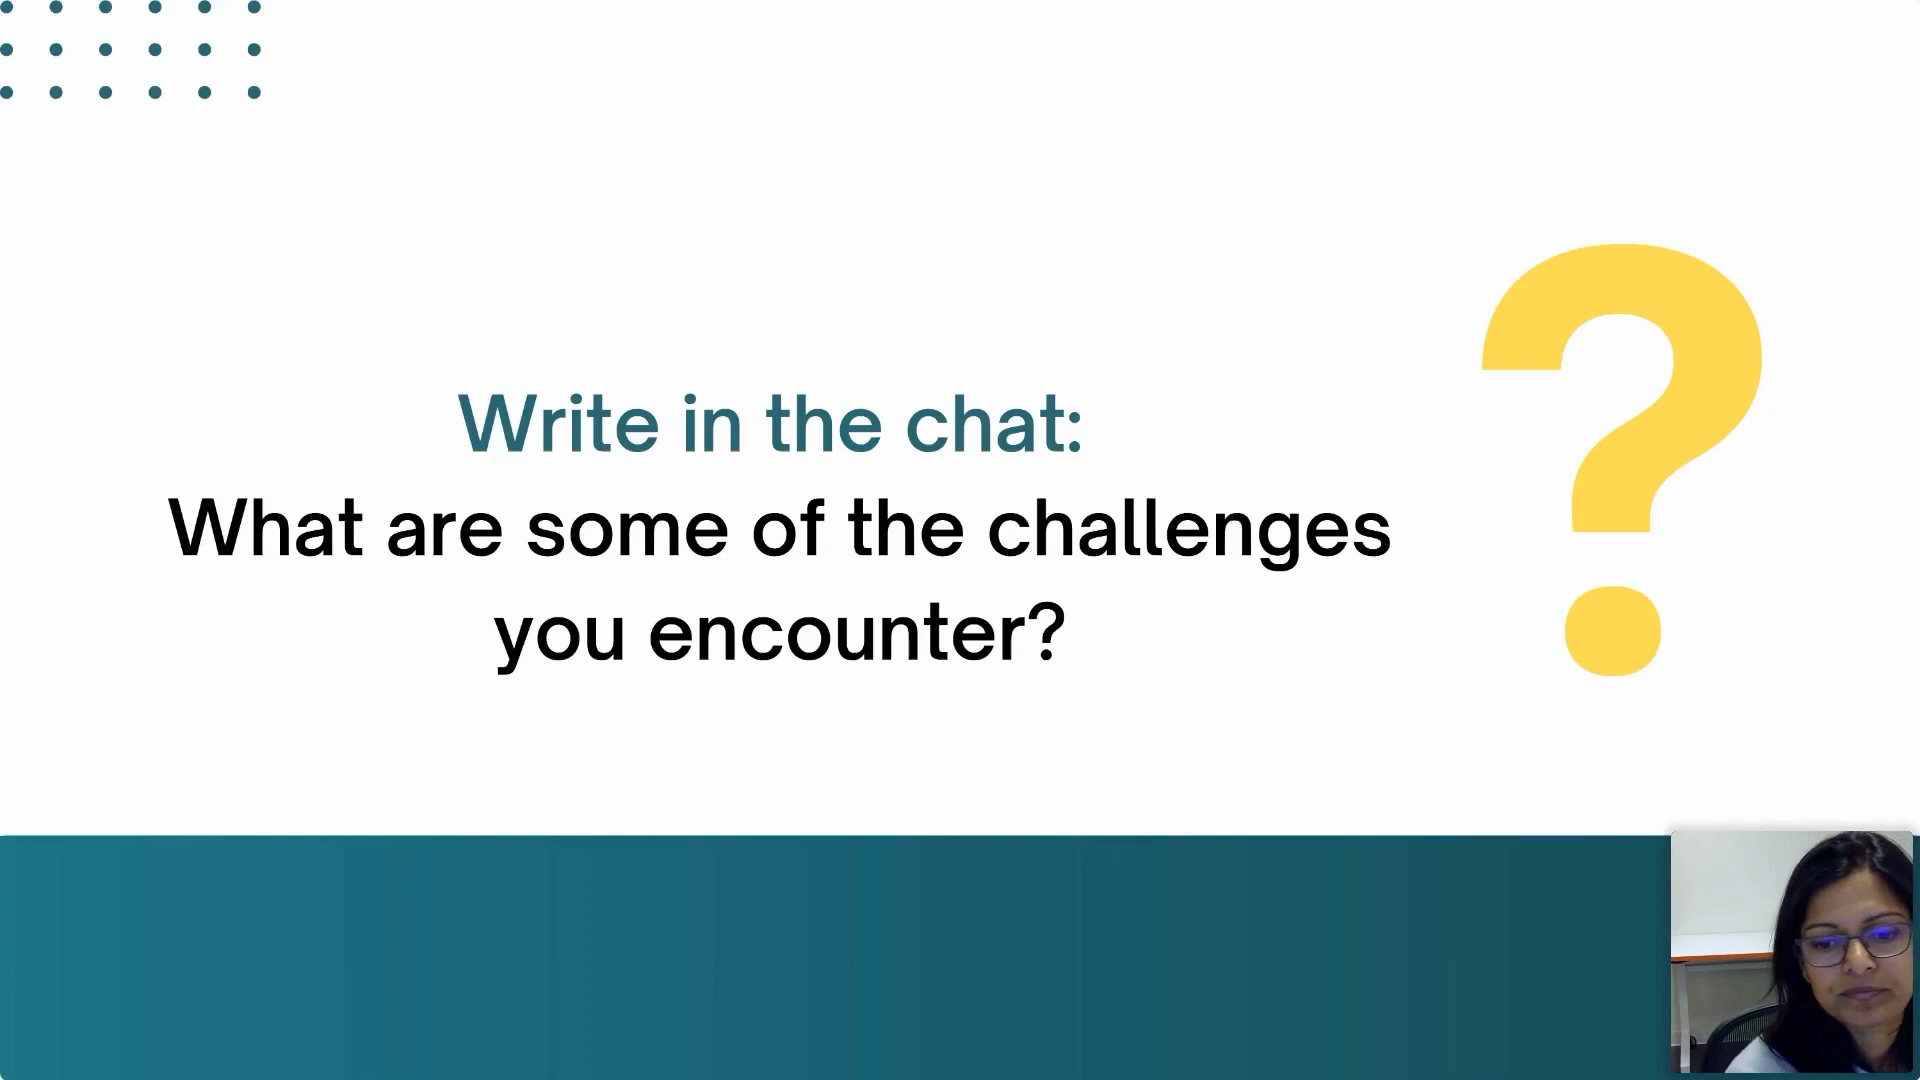 Write in the chat:
What are some of the challenges
you encounter?